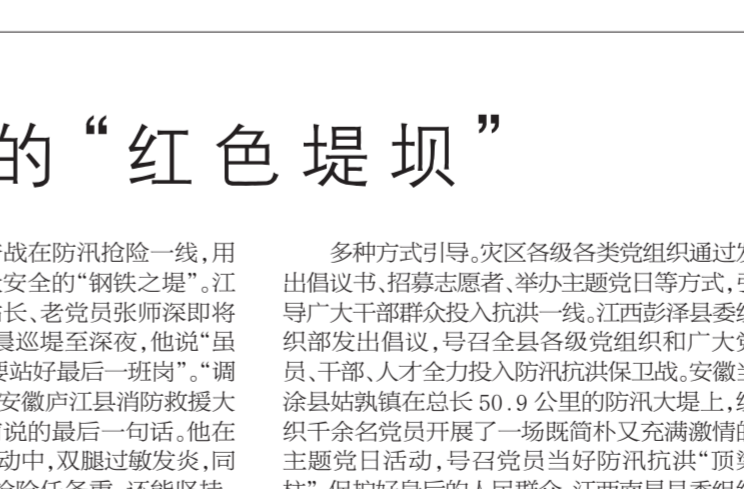 的“红色堤坝”
战在防汛抢险一线,用
安全的“钢铁之堤”。江
长、老党员张师深即将
晨巡堤至深夜,他说“虽
要站好最后一班岗”。“调
安徽庐江县消防救援大
说的最后一句话。他在
动中,双腿过敏发炎,同
多种方式引导。灾区各级各类党组织通过发
出倡议书、招募志愿者、举办主题党日等方式,引
导广大干部群众投入抗洪一线。江西彭泽县委组
织部发出倡议,号召全县各级党组织和广大党
员、干部、人才全力投入防汛抗洪保卫战。安徽当
涂县姑孰镇在总长50.9公里的防汛大堤上,组
织千余名党员开展了一场既简朴又充满激情的
主题党日活动,号召党员当好防汛抗洪“顶梁